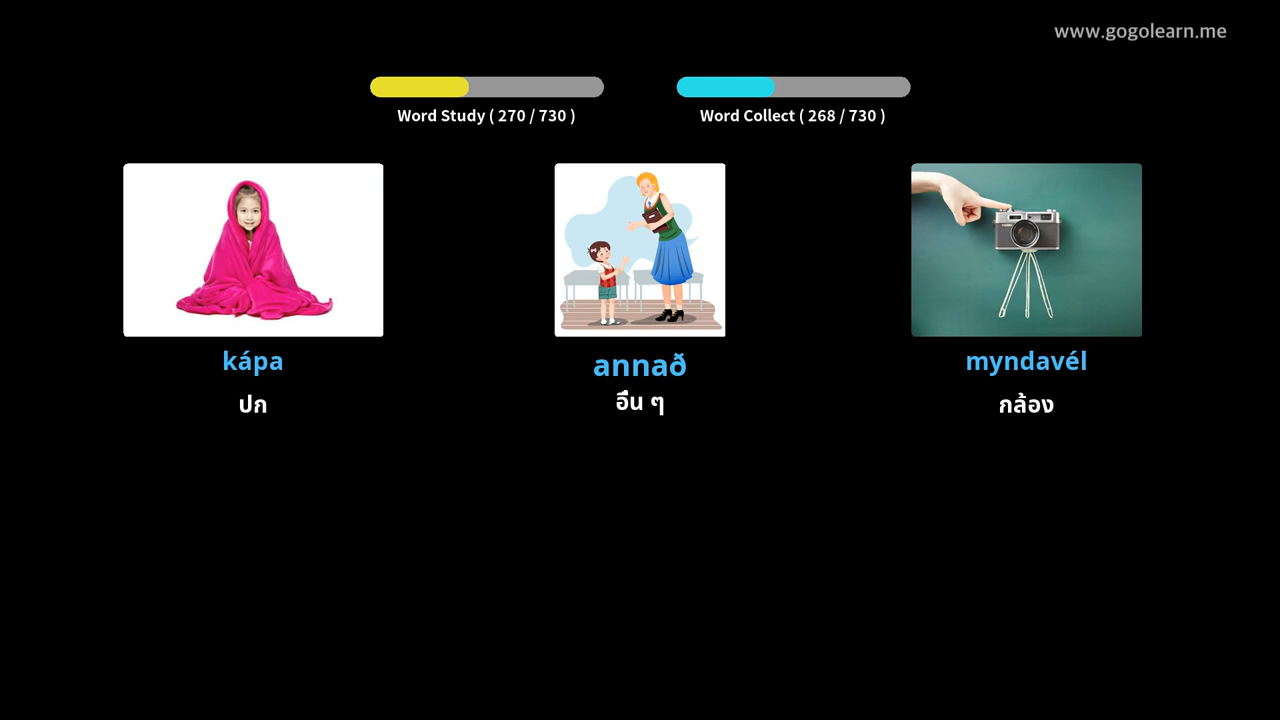 www.gogolearn.me
Word Study ( 270 / 730 )
Word Collect ( 268 / 730 )
kápa
annað
myndavél
ปก
อื่น ๆ
กล้อง